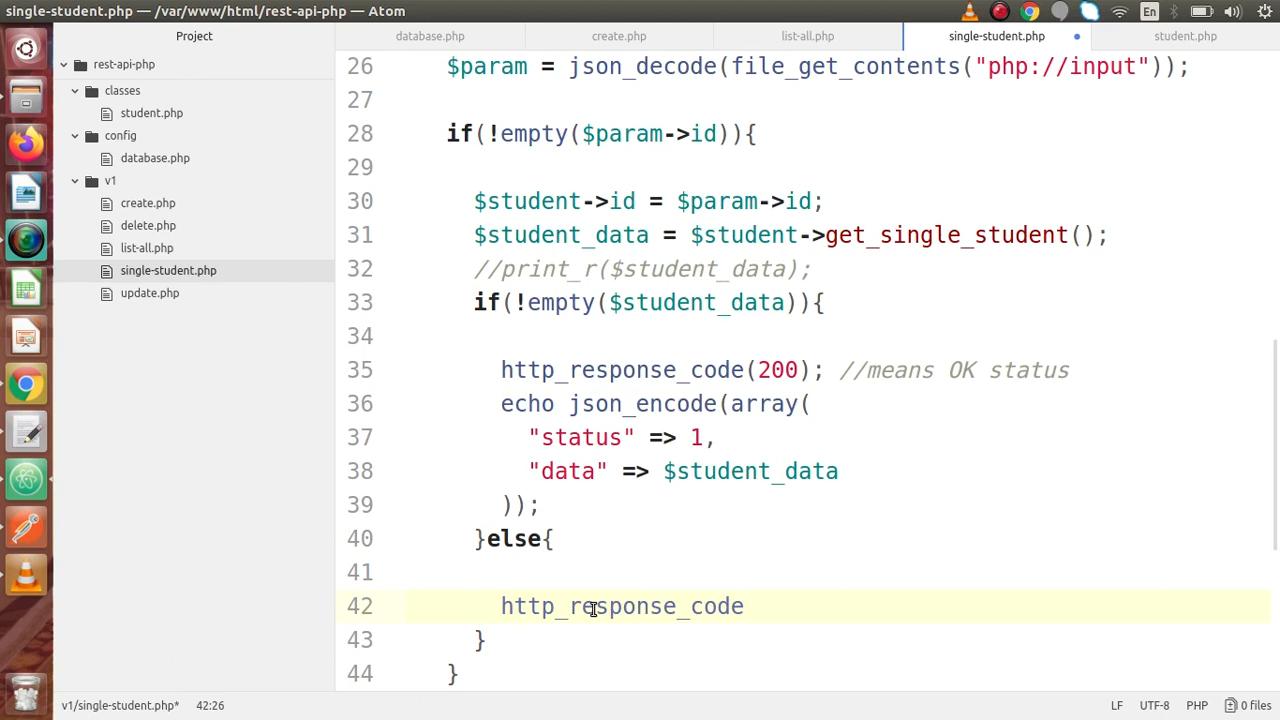 single-student.php — /var/www/html/rest-api-php — Atom
En
Project
database.php
create.php
list-all.php
single-student.php
student.php
rest-api-php
classes
student.php
config
database.php
v1
create.php
delete.php
list-all.php
single-student.php
update.php
26 $param = json_decode(file_get_contents("php://input"));
27
28 if(!empty($param->id)){
29
30 $student->id = $param->id;
31 $student_data = $student->get_single_student();
32 //print_r($student_data);
33 if(!empty($student_data)){
34
35 http_response_code(200); //means OK status
36 echo json_encode(array(
37 "status" => 1,
38 "data" => $student_data
39 ));
40 }else{
41
42 http_response_code
43 }
44 }
v1/single-student.php* 42:26
LF UTF-8 PHP 0 files